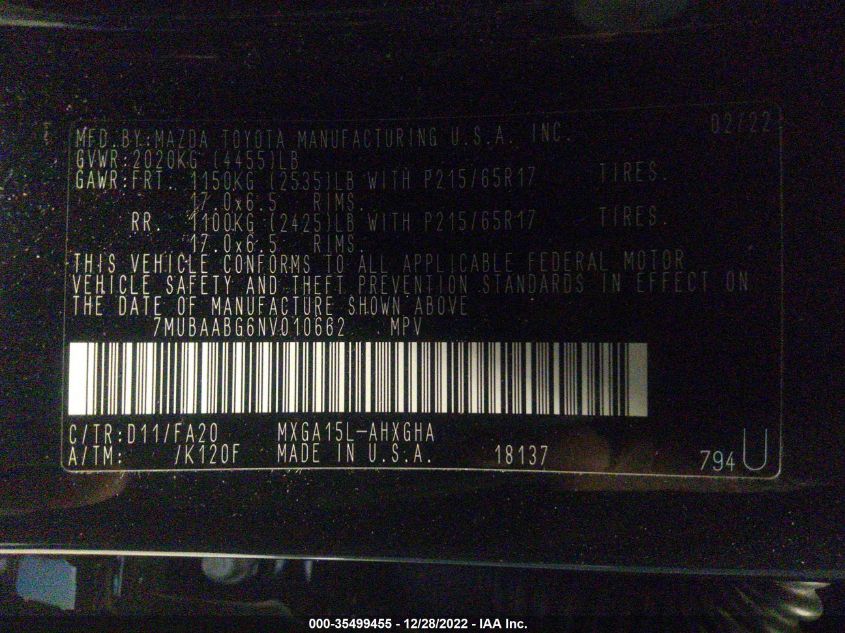 MFD.BY:MAZDA TOYOTA MANUFACTURING U.S.A. INC. 02/22
GVWR:2020KG (4455)LB
GAWR:FRT. 1150KG (2535)LB WITH P215/65R17 TIRES.
17.0x6.5 RIMS.
RR. 1100KG (2425)LB WITH P215/65R17 TIRES.
17.0x6.5 RIMS.
THIS VEHICLE CONFORMS TO ALL APPLICABLE FEDERAL MOTOR
VEHICLE SAFETY AND THEFT PREVENTION STANDARDS IN EFFECT ON
THE DATE OF MANUFACTURE SHOWN ABOVE
7MUBAABG6NV010662 MPV
C/TR:D11/FA20 MXGA15L-AHXGHA
A/TM: /K120F MADE IN U.S.A. 18137 794U
000-35499455 - 12/28/2022 - IAA Inc.